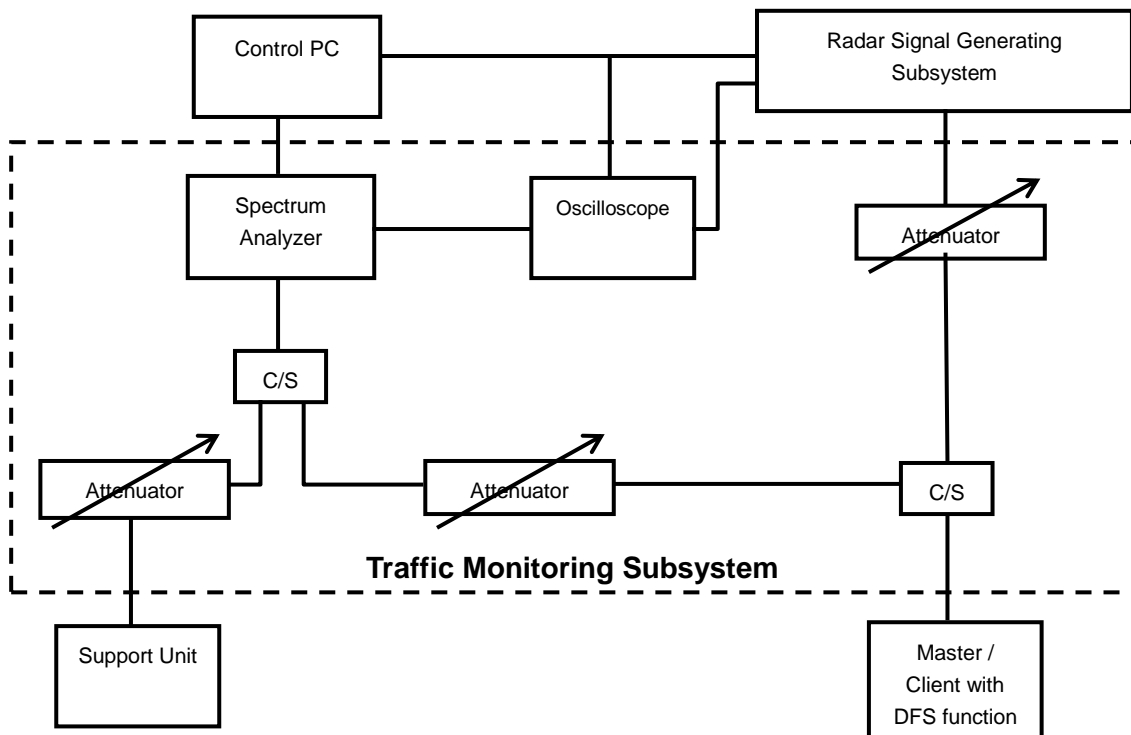 Control PC
Radar Signal Generating
Subsystem
Spectrum
Analyzer
Oscilloscope
Attenuator
C/S
Attenuator
Attenuator
C/S
Traffic Monitoring Subsystem
Support Unit
Master /
Client with
DFS function